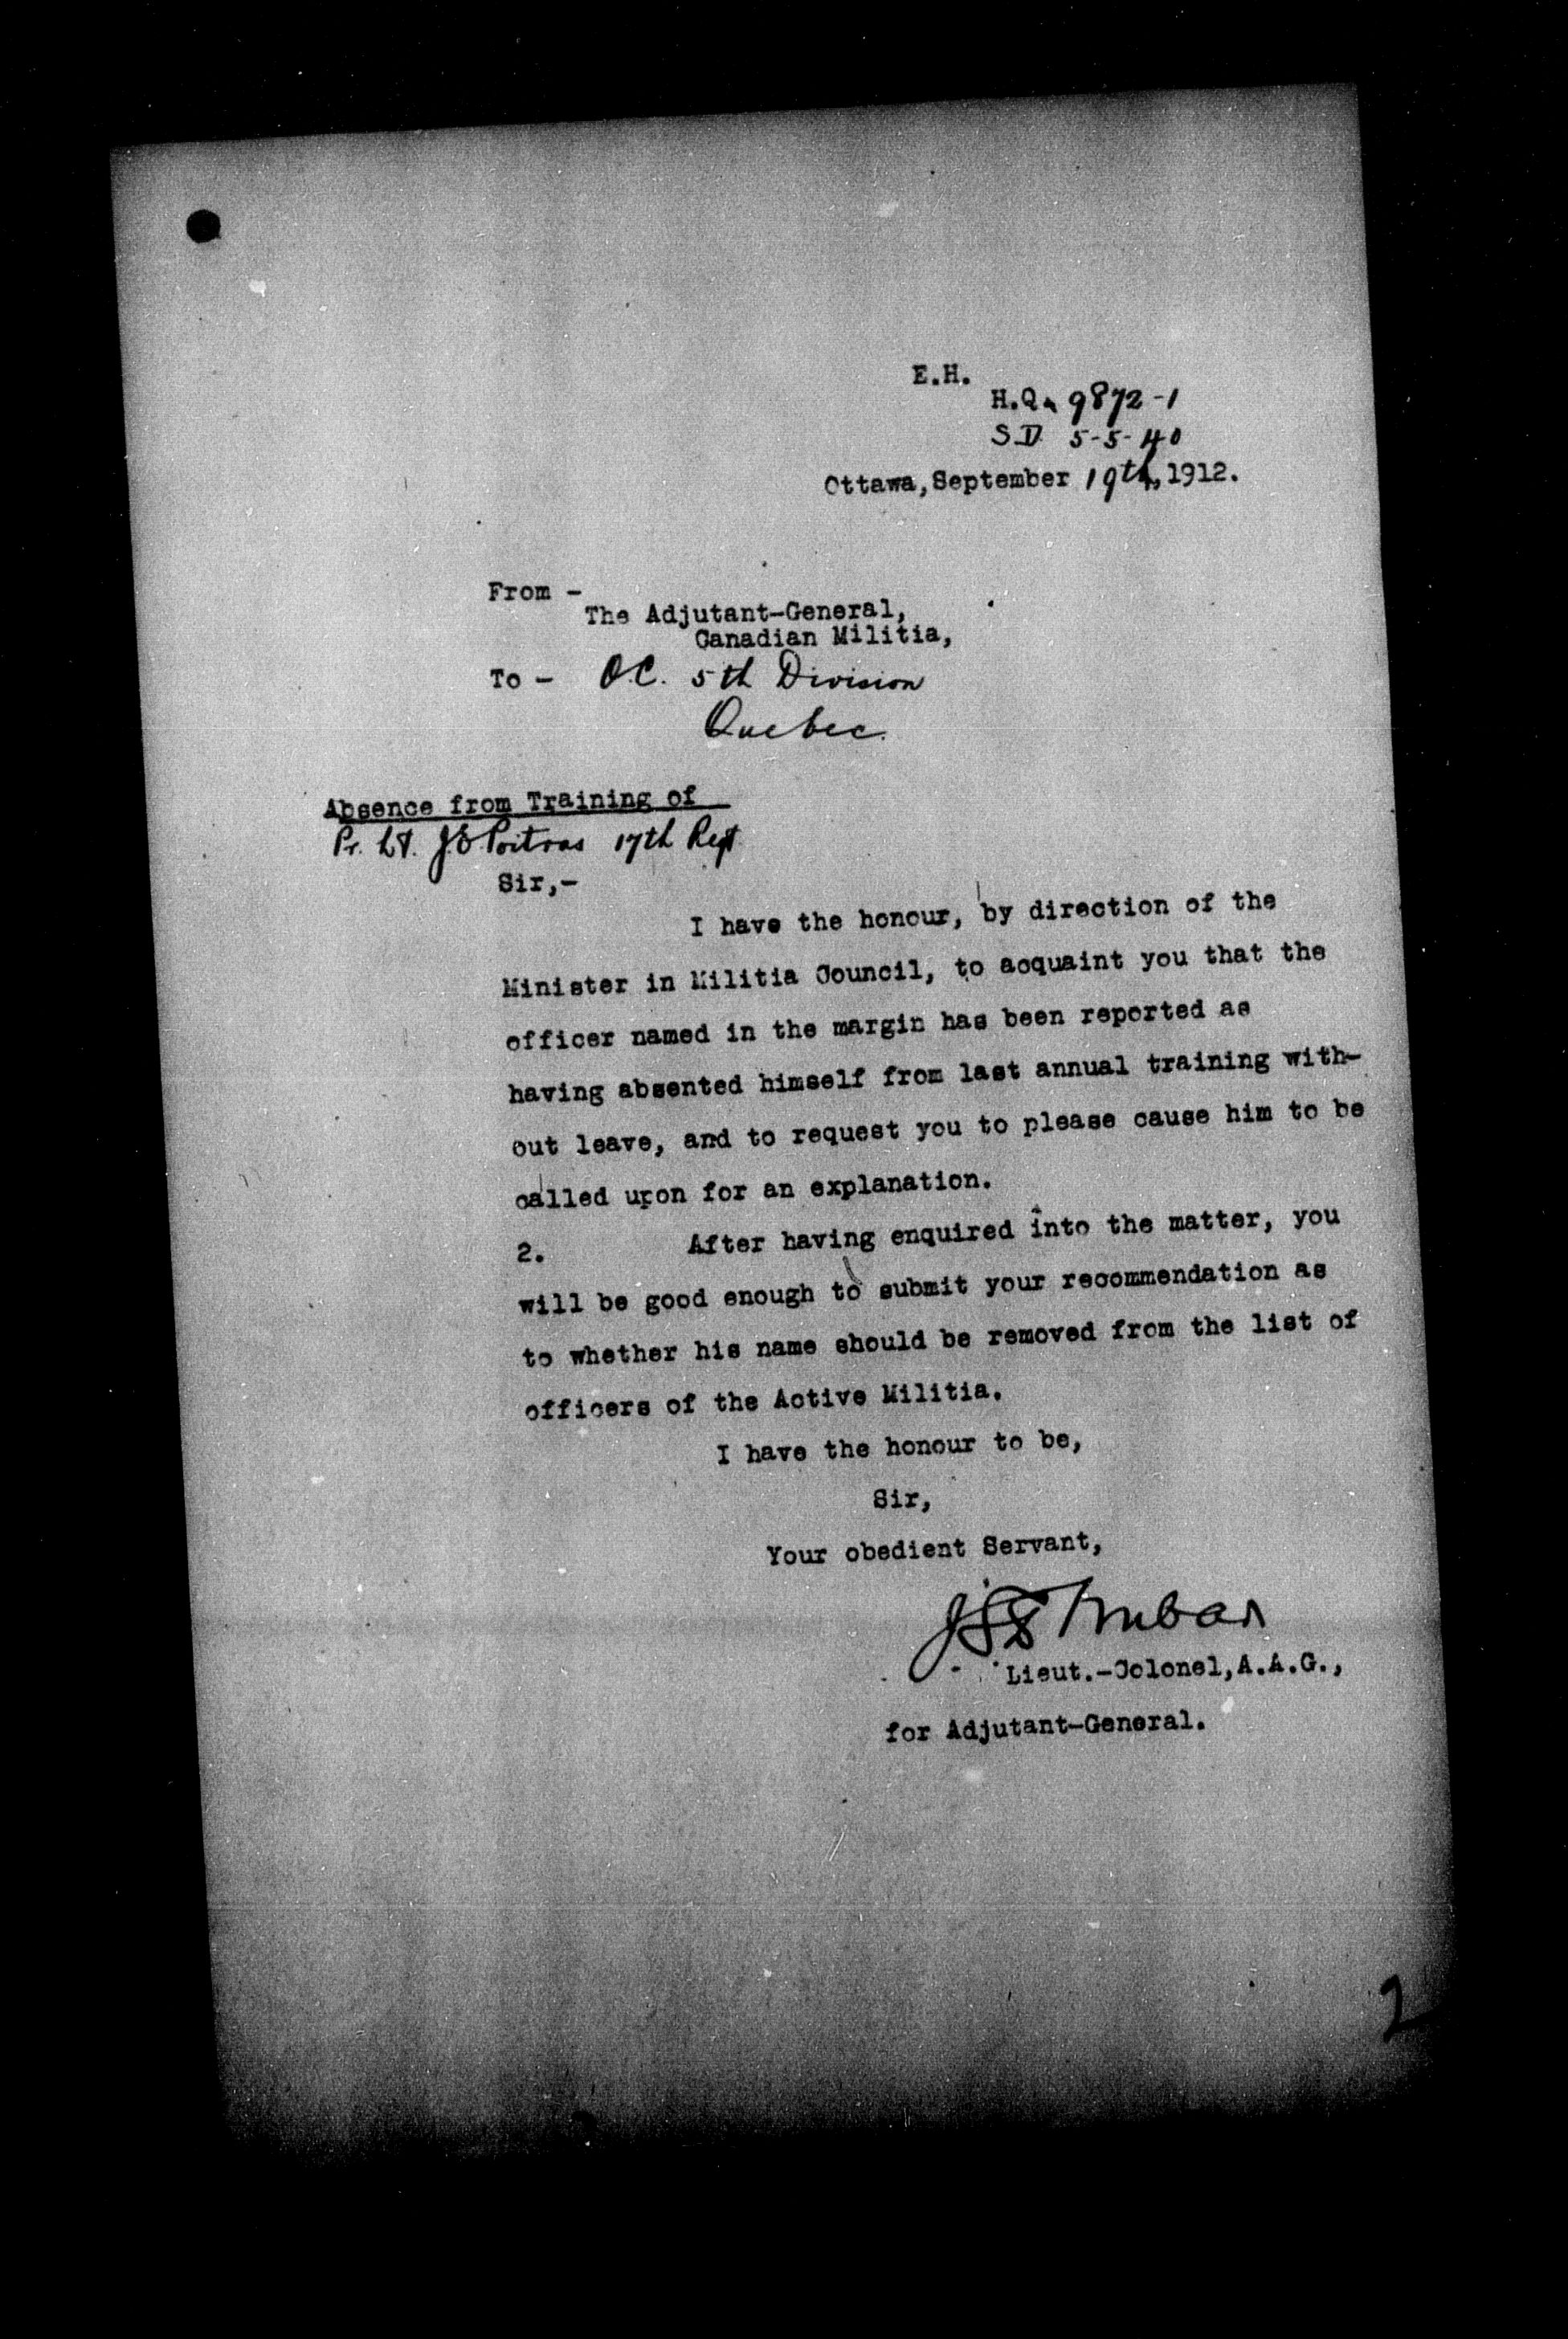 E.H.
H.Q. 9872-1
S.D. 5-5-40
Ottawa, September 19th, 1912.
From -
The Adjutant-General,
Canadian Militia,
To - O.C. 5th Division
Quebec.
Absence from Training of
Pr. Lt. J.E. Poitras 17th Regt
Sir,-
I have the honour, by direction of the
Minister in Militia Council, to acquaint you that the
officer named in the margin has been reported as
having absented himself from last annual training with-
out leave, and to request you to please cause him to be
called upon for an explanation.
2. After having enquired into the matter, you
will be good enough to submit your recommendation as
to whether his name should be removed from the list of
officers of the Active Militia.
I have the honour to be,
Sir,
Your obedient Servant,
Lieut.-Colonel, A.A.G.,
for Adjutant-General.
2